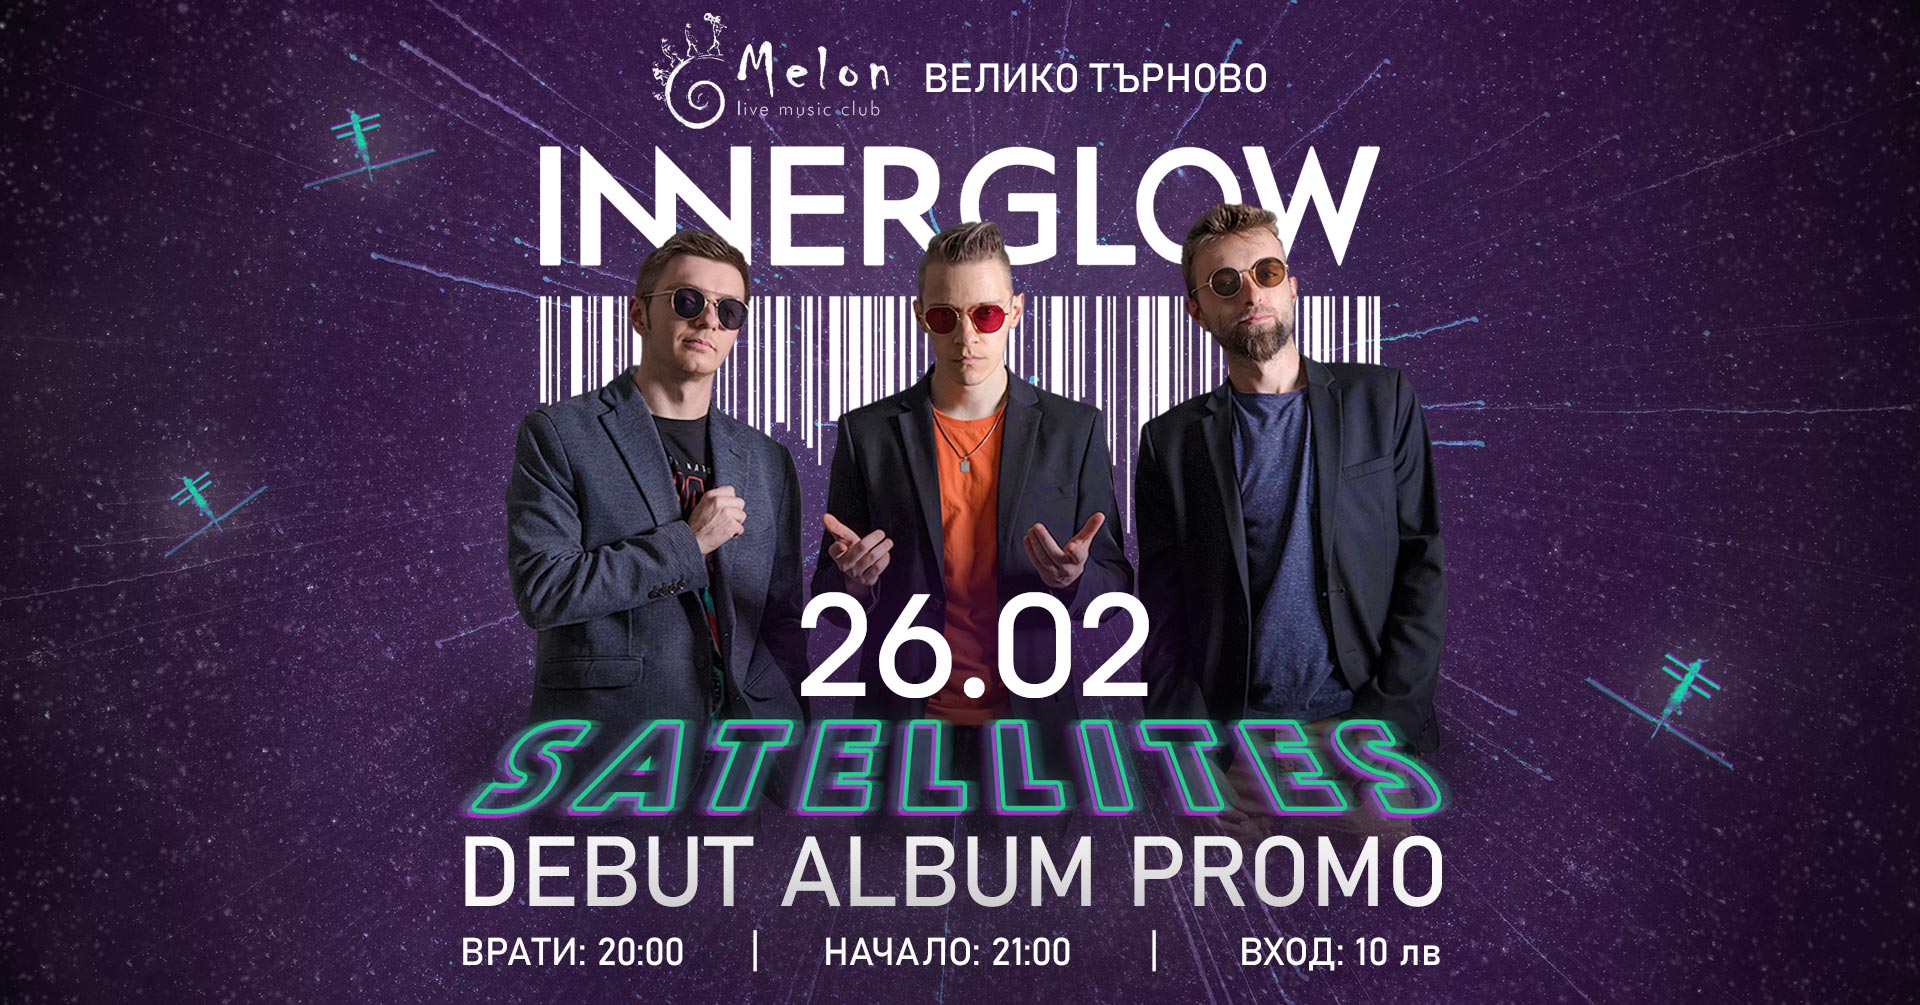 Melon
live music club
ВЕЛИКО ТЪРНОВО
INNERGLOW
26.02
SATELLITES
DEBUT ALBUM PROMO
ВРАТИ: 20:00 | НАЧАЛО: 21:00 | ВХОД: 10 лв